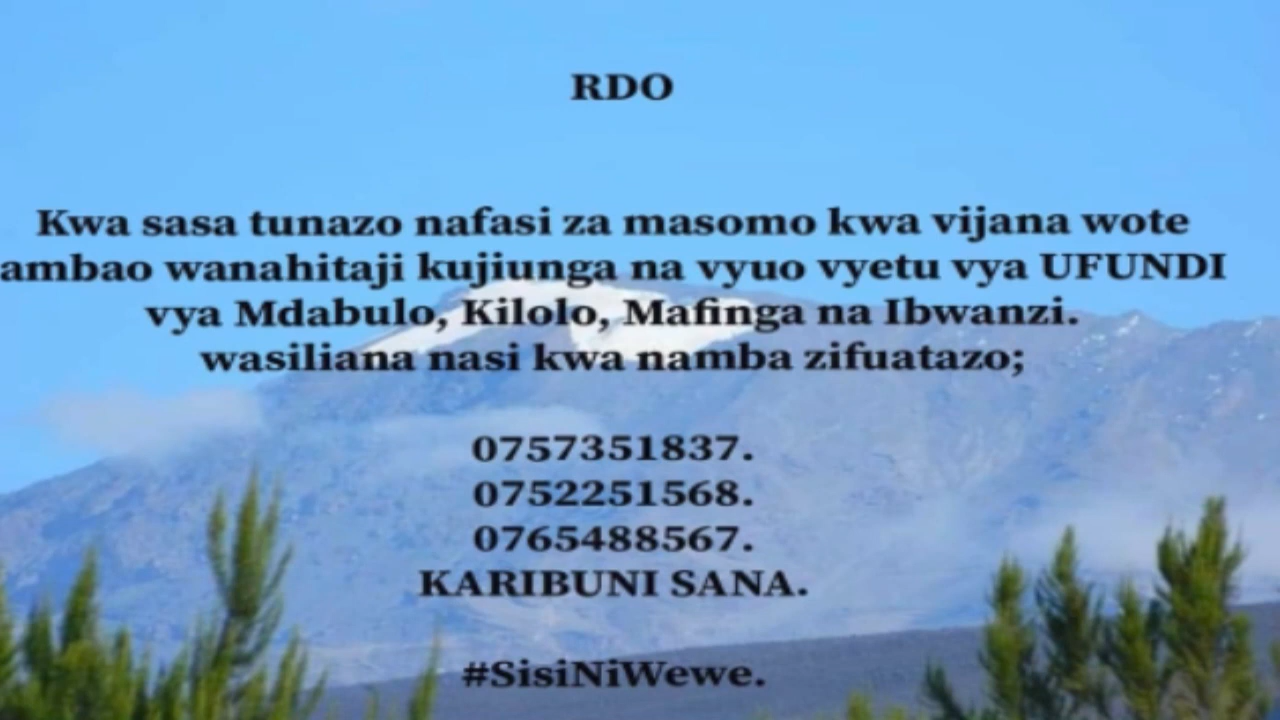 RDO
Kwa sasa tunazo nafasi za masomo kwa vijana wote
ambao wanahitaji kujiunga na vyuo vyetu vya UFUNDI
vya Mdabulo, Kilolo, Mafinga na Ibwanzi.
wasiliana nasi kwa namba zifuatazo;
0757351837.
0752251568.
0765488567.
KARIBUNI SANA.
#SisiNiWewe.